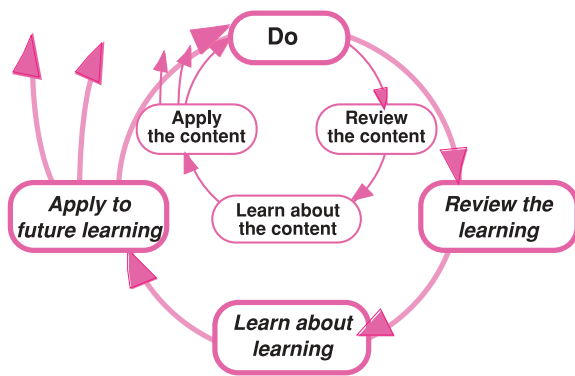 Do
Apply
the content
Review
the content
Learn about
the content
Apply to
future learning
Review the
learning
Learn about
learning